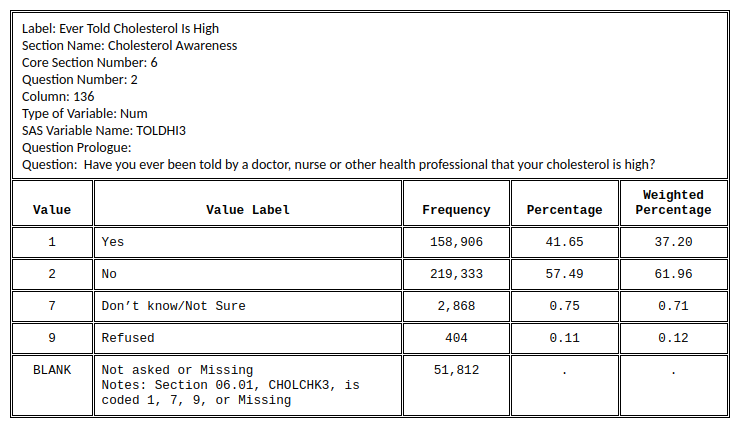 Label: Ever Told Cholesterol Is High
Section Name: Cholesterol Awareness
Core Section Number: 6
Question Number: 2
Column: 136
Type of Variable: Num
SAS Variable Name: TOLDHI3
Question Prologue:
Question:  Have you ever been told by a doctor, nurse or other health professional that your cholesterol is high?
Value Value Label Frequency Percentage Weighted Percentage
1 Yes 158,906 41.65 37.20
2 No 219,333 57.49 61.96
7 Don’t know/Not Sure 2,868 0.75 0.71
9 Refused 404 0.11 0.12
BLANK Not asked or Missing 51,812 . .
Notes: Section 06.01, CHOLCHK3, is
coded 1, 7, 9, or Missing